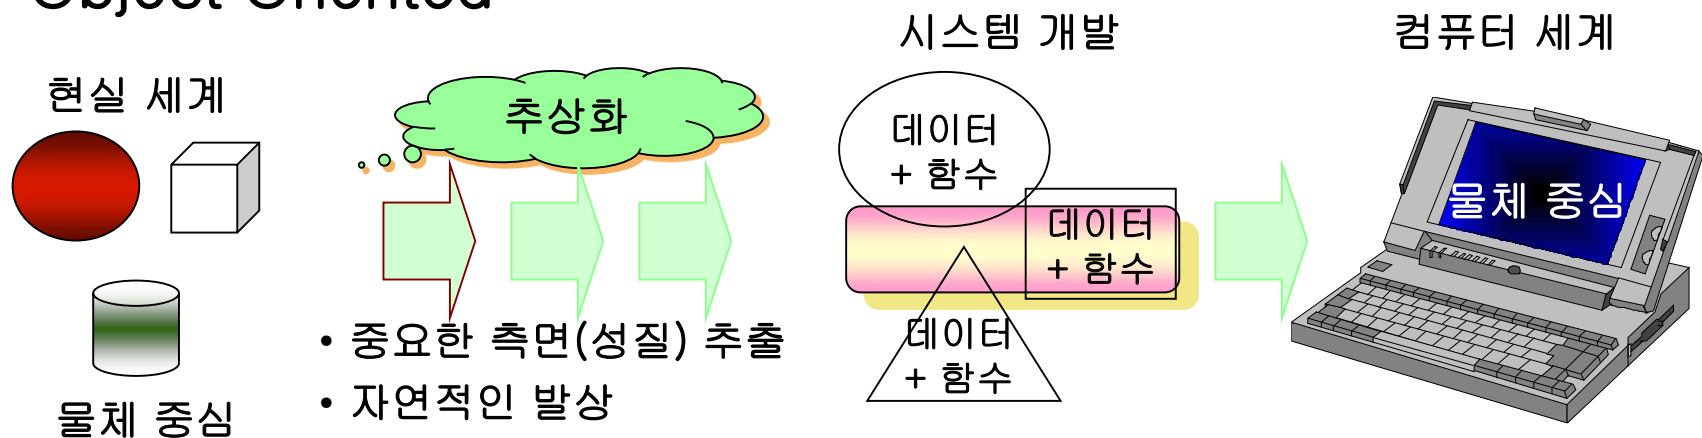 Object Oriented
현실 세계
물체 중심
추상화
• 중요한 측면(성질) 추출
• 자연적인 발상
시스템 개발
데이터
+ 함수
데이터
+ 함수
데이터
+ 함수
컴퓨터 세계
물체 중심